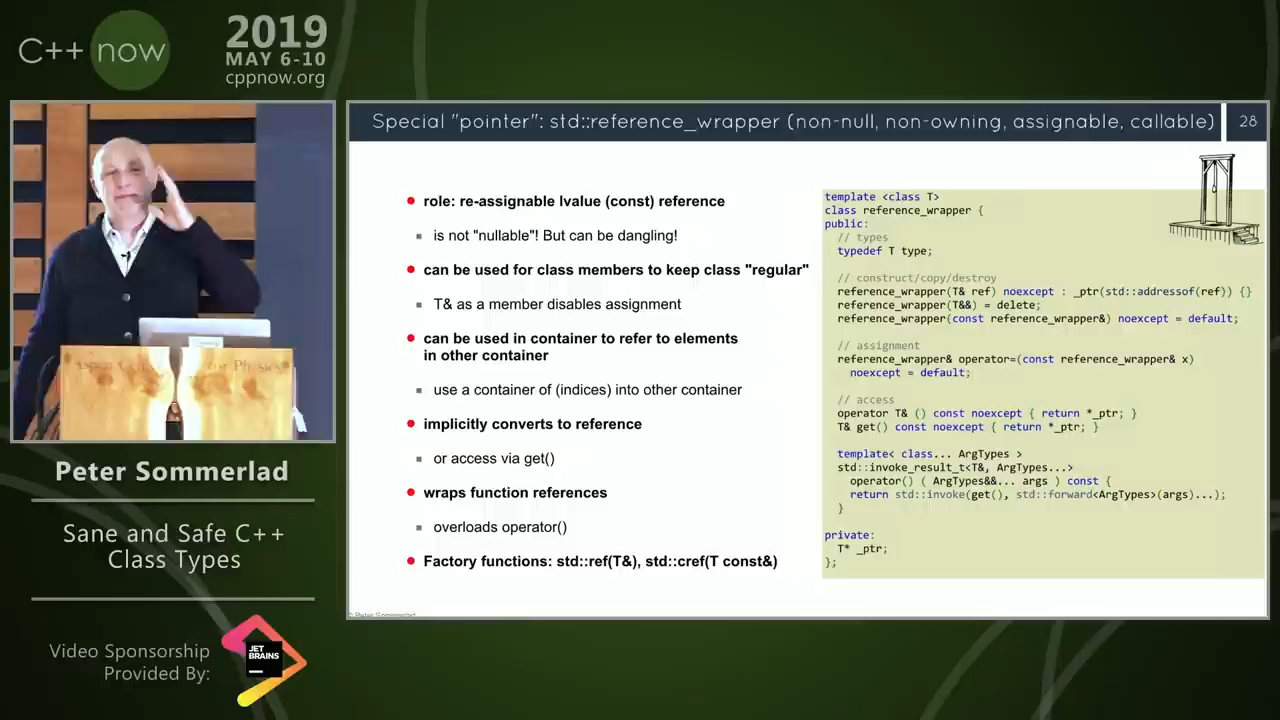 C++ now
2019
MAY 6-10
cppnow.org
Special "pointer": std::reference_wrapper (non-null, non-owning, assignable, callable)
28
role: re-assignable lvalue (const) reference
is not "nullable"! But can be dangling!
can be used for class members to keep class "regular"
T& as a member disables assignment
can be used in container to refer to elements
in other container
use a container of (indices) into other container
implicitly converts to reference
or access via get()
wraps function references
overloads operator()
Factory functions: std::ref(T&), std::cref(T const&)
template <class T>
class reference_wrapper {
public:
// types
typedef T type;
// construct/copy/destroy
reference_wrapper(T& ref) noexcept : _ptr(std::addressof(ref)) {}
reference_wrapper(T&&) = delete;
reference_wrapper(const reference_wrapper&) noexcept = default;
// assignment
reference_wrapper& operator=(const reference_wrapper& x)
noexcept = default;
// access
operator T& () const noexcept { return *_ptr; }
T& get() const noexcept { return *_ptr; }
template< class... ArgTypes >
std::invoke_result_t<T&, ArgTypes...>
operator() ( ArgTypes&&... args ) const {
return std::invoke(get(), std::forward<ArgTypes>(args)...);
}
private:
T* _ptr;
};
© Peter Sommerlad
for Physics
Peter Sommerlad
Sane and Safe C++
Class Types
Video Sponsorship
Provided By:
JET
BRAINS